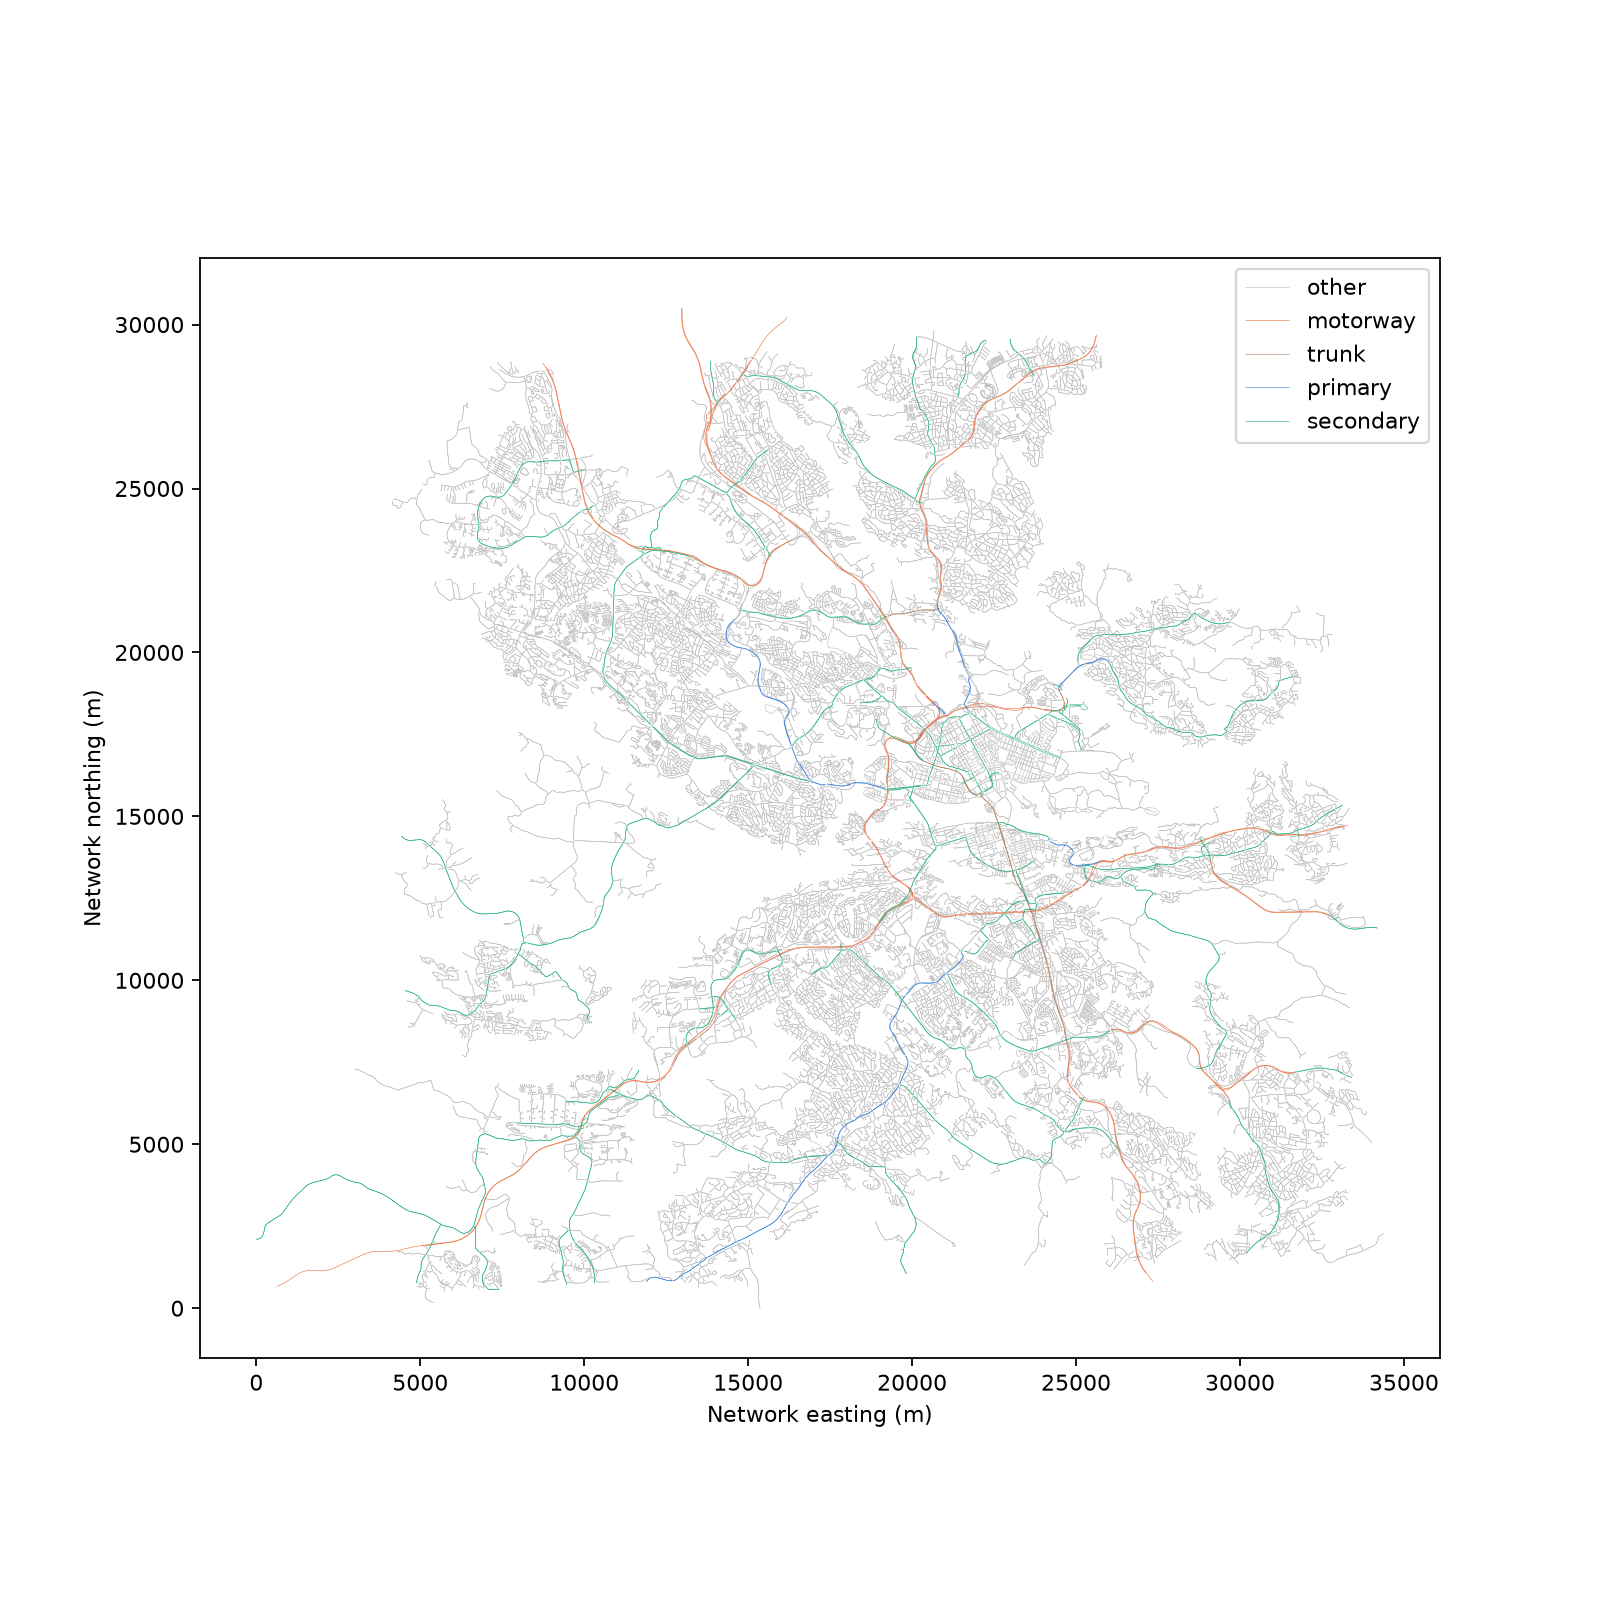 other
motorway
trunk
primary
secondary
30000
25000
20000
15000
10000
5000
0
0 5000 10000 15000 20000 25000 30000 35000
Network easting (m)
Network northing (m)